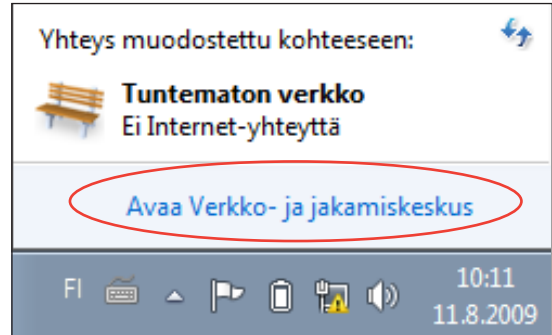 Yhteys muodostettu kohteeseen:
Tuntematon verkko
Ei Internet-yhteyttä
Avaa Verkko- ja jakamiskeskus
FI
10:11
11.8.2009